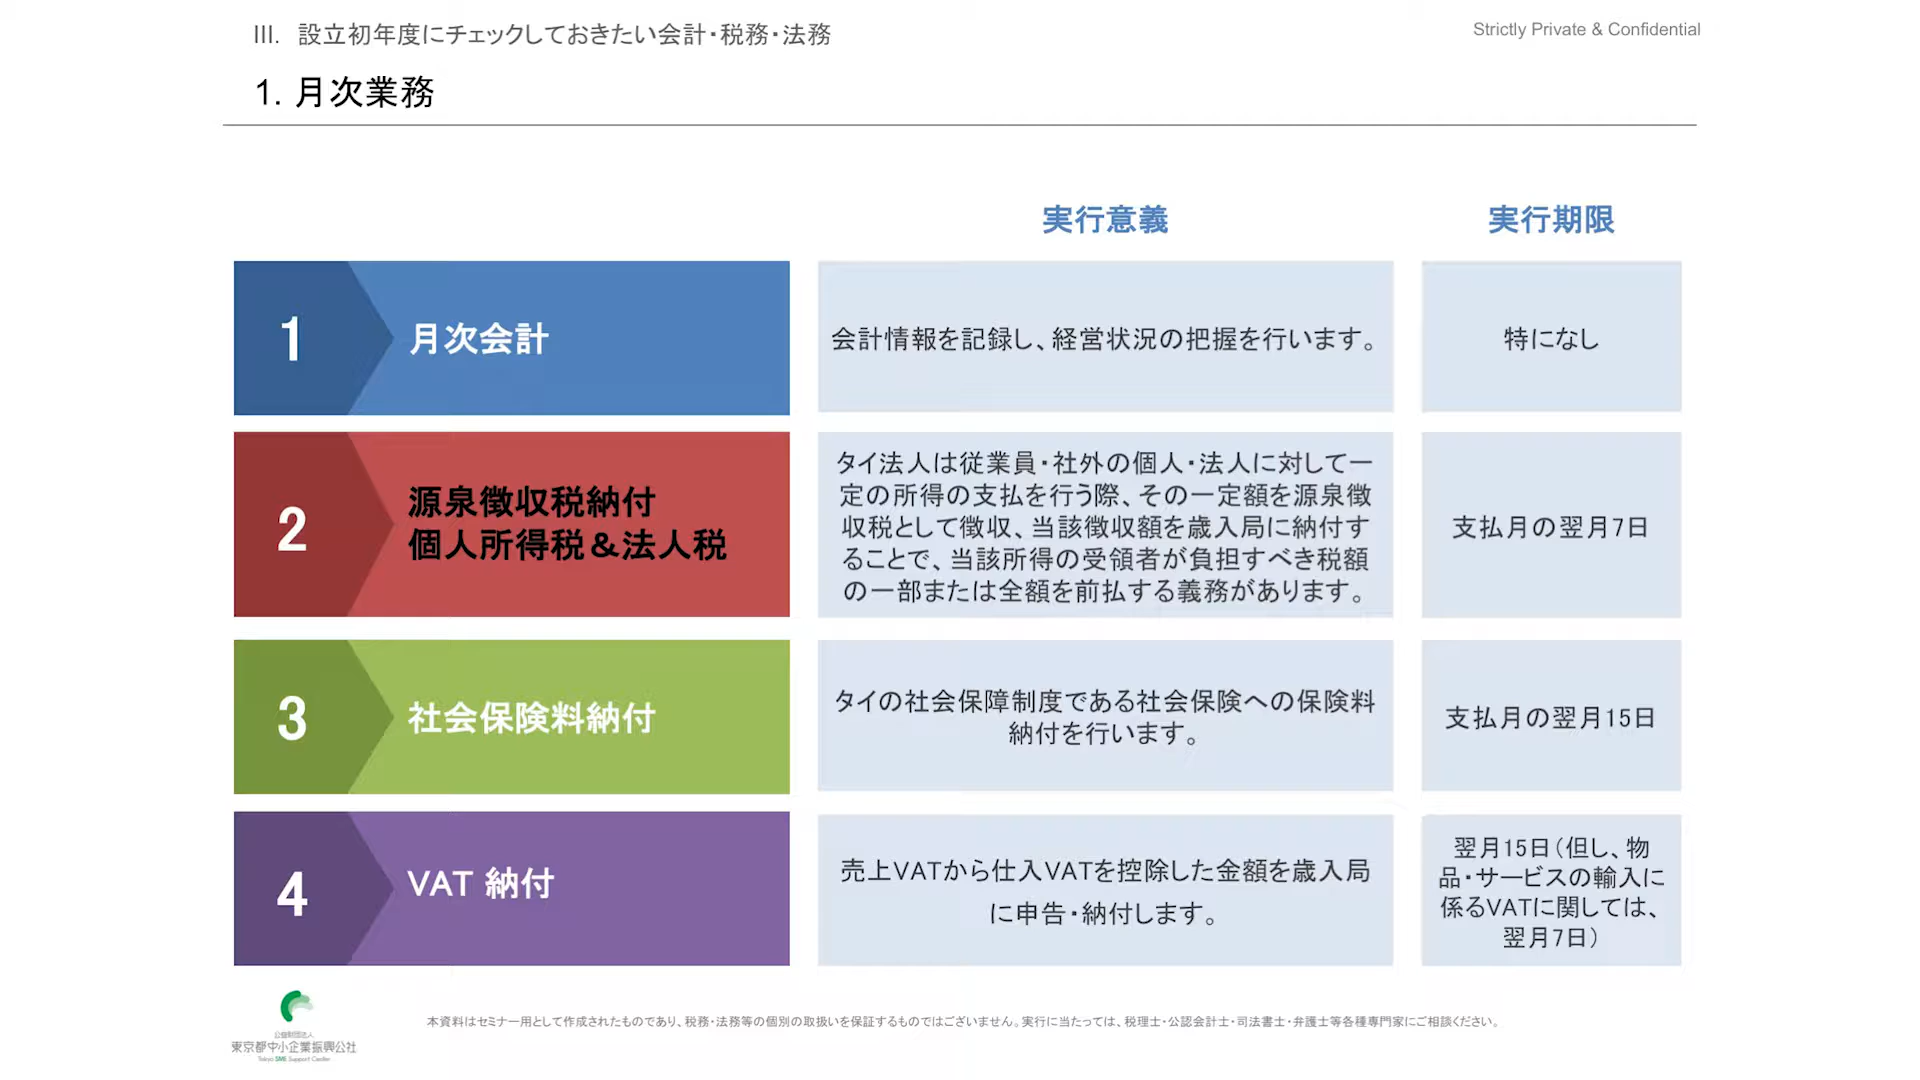 III. 設立初年度にチェックしておきたい会計・税務・法務
Strictly Private & Confidential
1. 月次業務
実行意義
実行期限
1
月次会計
会計情報を記録し、経営状況の把握を行います。
特になし
2
源泉徴収税納付
個人所得税＆法人税
タイ法人は従業員・社外の個人・法人に対して一
定の所得の支払を行う際、その一定額を源泉徴
収税として徴収、当該徴収額を歳入局に納付す
ることで、当該所得の受領者が負担すべき税額
の一部または全額を前払する義務があります。
支払月の翌月7日
3
社会保険料納付
タイの社会保障制度である社会保険への保険料
納付を行います。
支払月の翌月15日
4
VAT 納付
売上VATから仕入VATを控除した金額を歳入局
に申告・納付します。
翌月15日（但し、物
品・サービスの輸入に
係るVATに関しては、
翌月7日）
公益財団法人
東京都中小企業振興公社
Tokyo SME Support Center
本資料はセミナー用として作成されたものであり、税務・法務等の個別の取扱いを保証するものではございません。実行に当たっては、税理士・公認会計士・司法書士・弁護士等各種専門家にご相談ください。